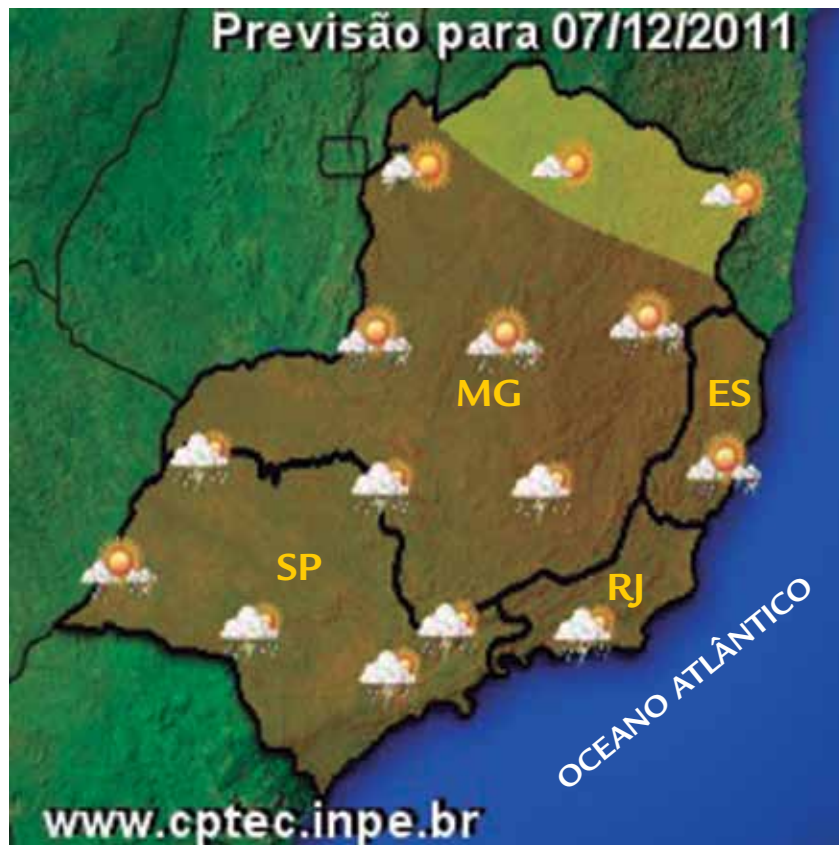 Previsão para 07/12/2011
MG
ES
SP
RJ
OCEANO ATLÂNTICO
www.cptec.inpe.br